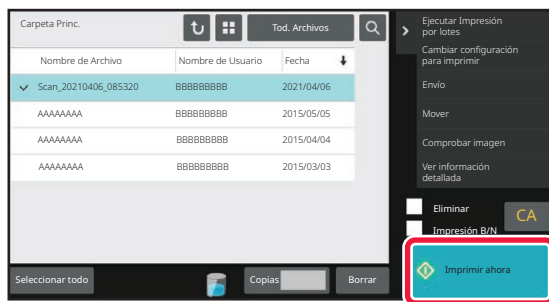 Carpeta Princ.
Tod. Archivos
Nombre de Archivo Nombre de Usuario Fecha
Scan_20210406_085320 BBBBBBBBB 2021/04/06
AAAAAAAA BBBBBBBBB 2015/05/05
AAAAAAAA BBBBBBBBB 2015/04/04
AAAAAAAA BBBBBBBBB 2015/03/03
Seleccionar todo
Copias
Borrar
Ejecutar Impresión
por lotes
Cambiar configuración
para imprimir
Envío
Mover
Comprobar imagen
Ver información
detallada
Eliminar
Impresión B/N
CA
Imprimir ahora